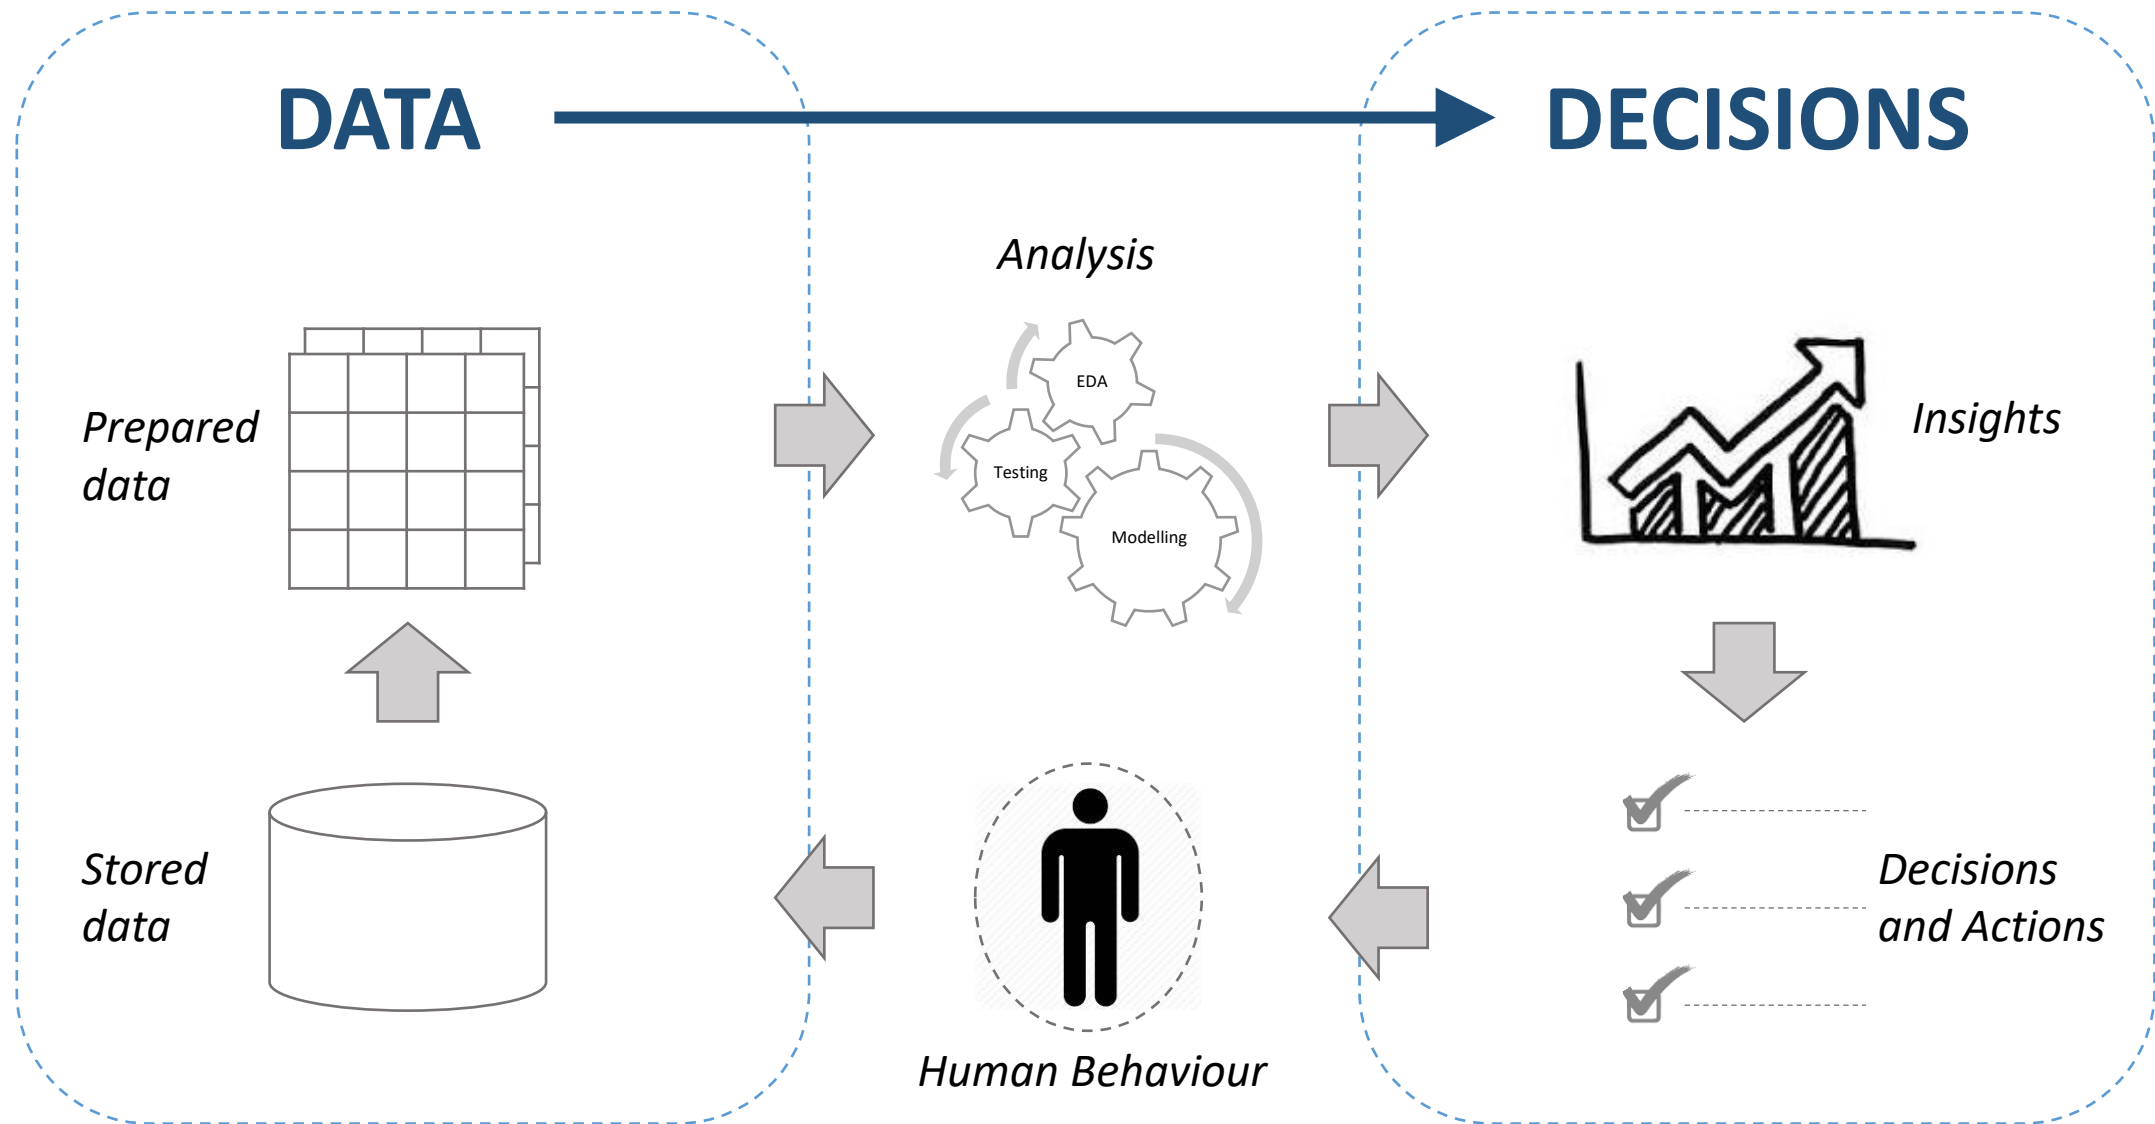 DATA
DECISIONS
Analysis
EDA
Testing
Modelling
Prepared
data
Insights
Stored
data
Decisions
and Actions
Human Behaviour